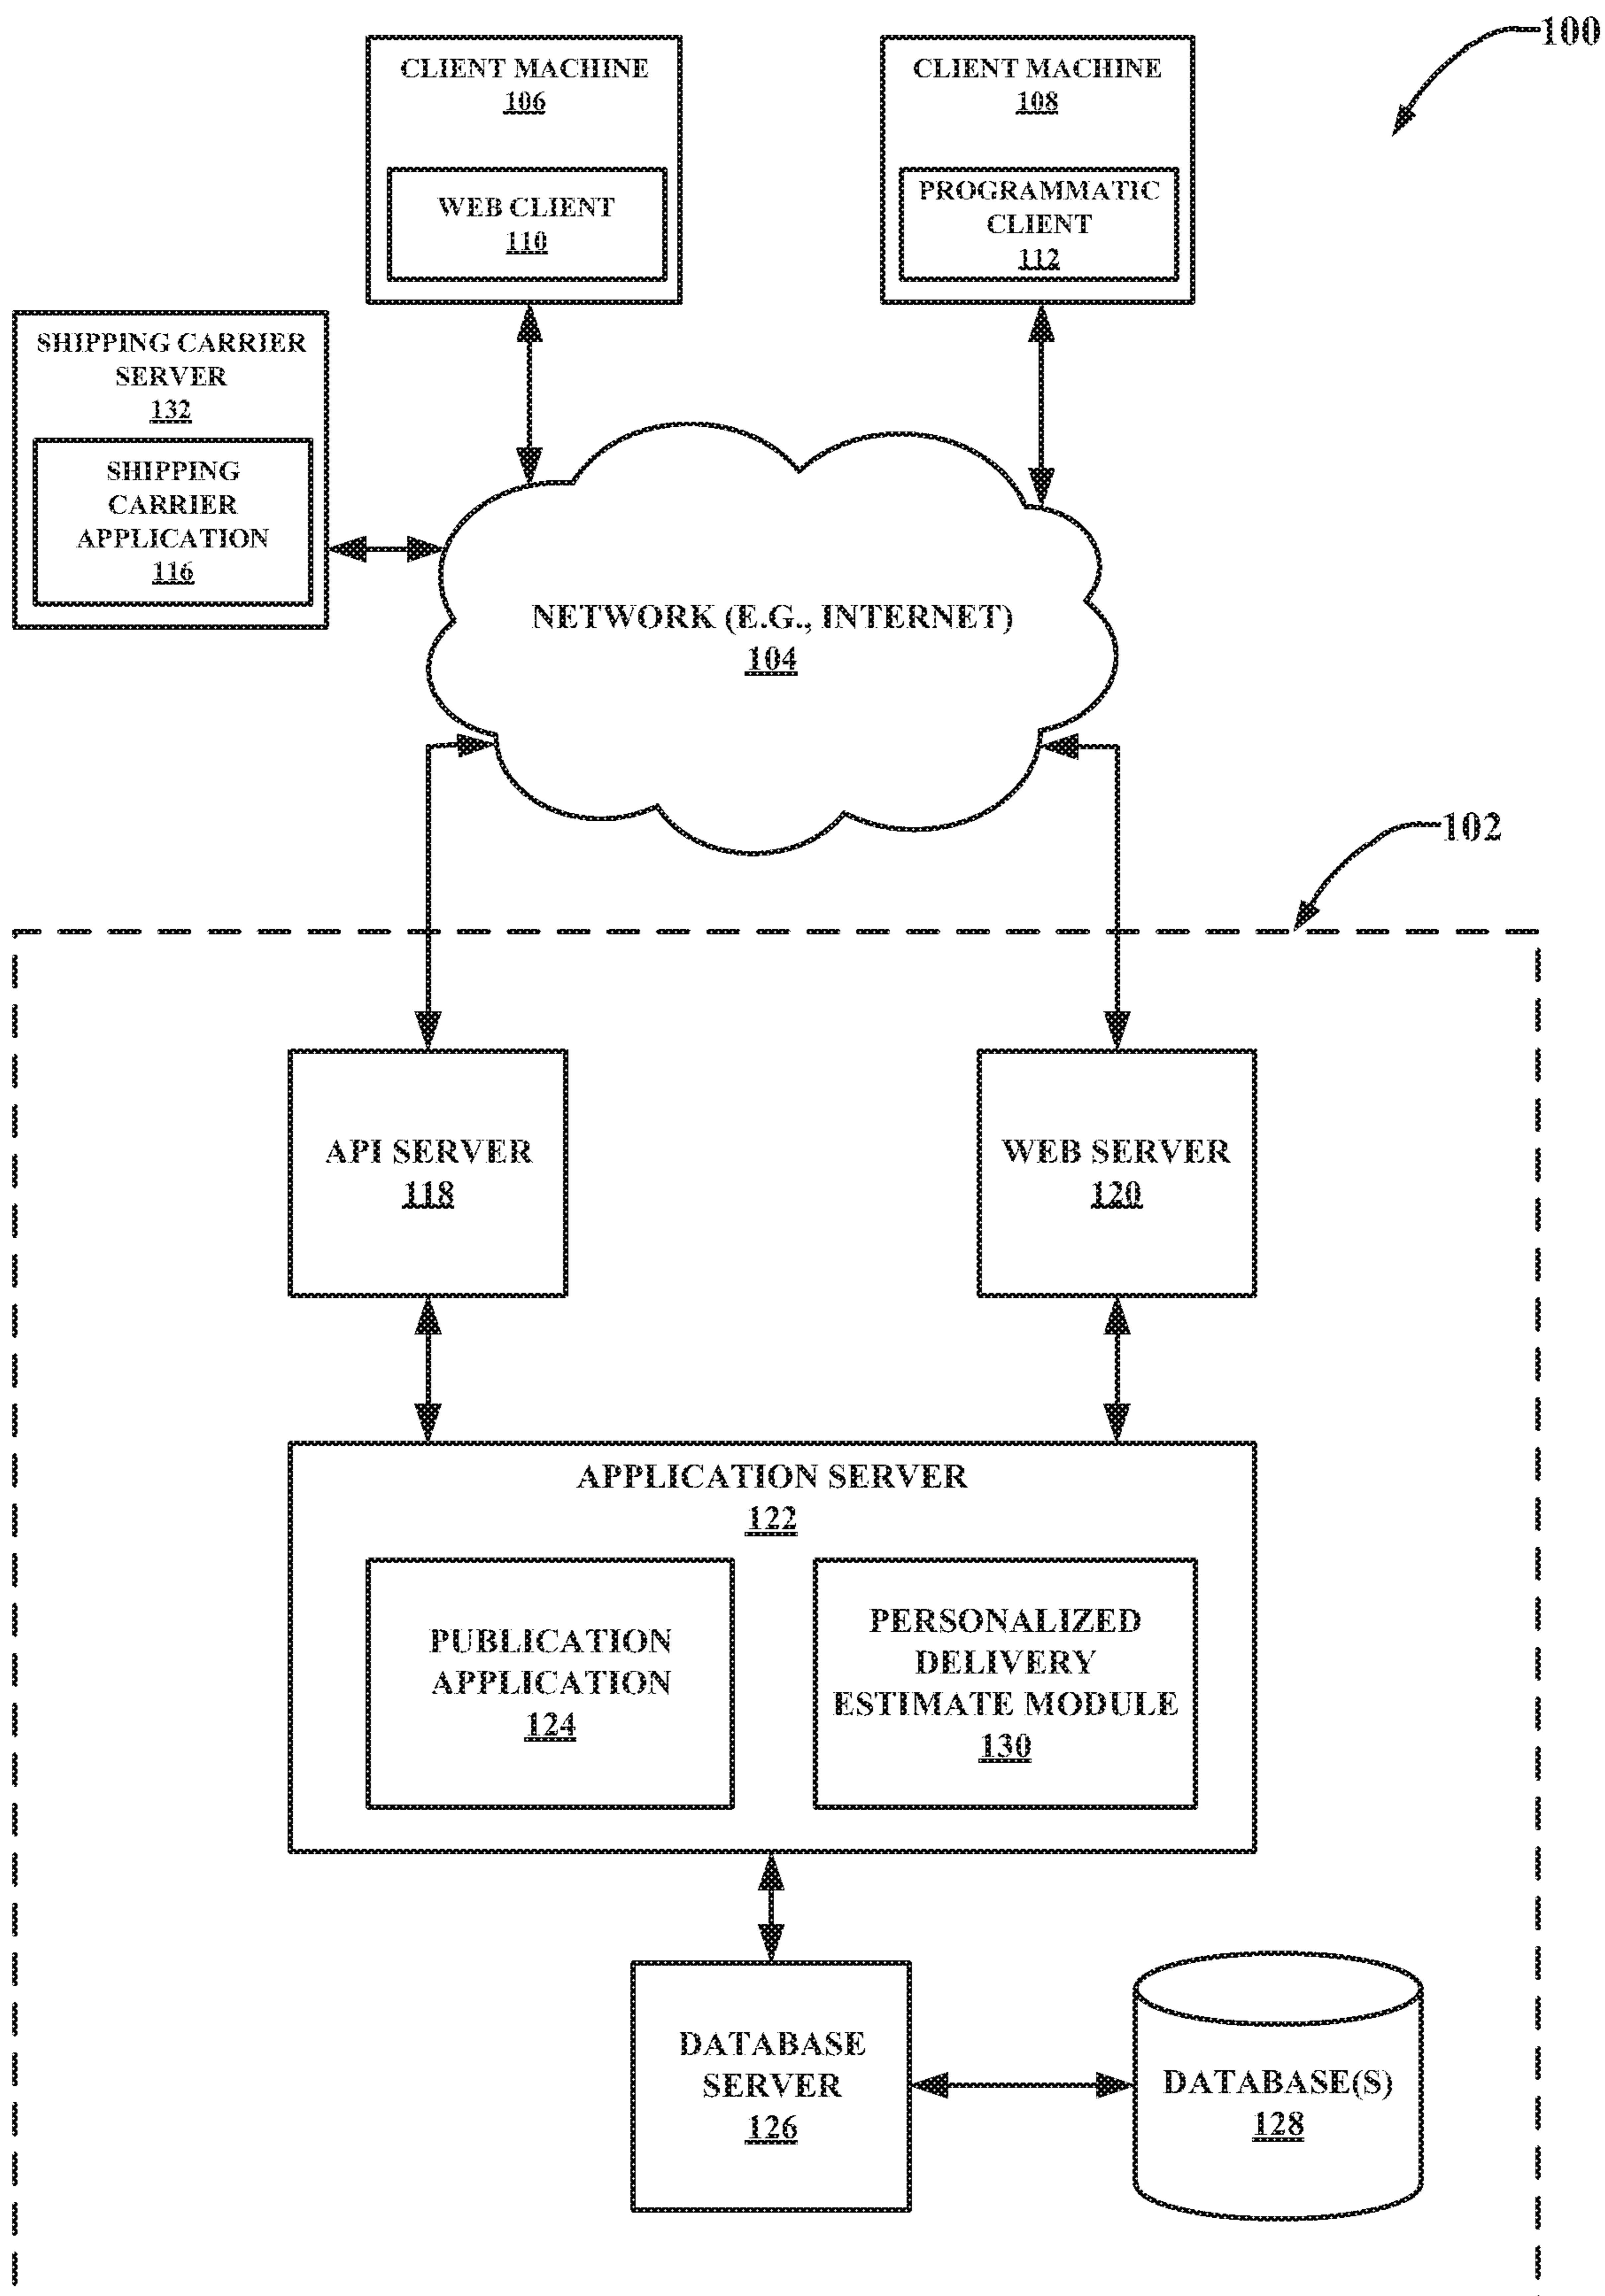 100
CLIENT MACHINE
106
WEB CLIENT
110
CLIENT MACHINE
108
PROGRAMMATIC
CLIENT
112
SHIPPING CARRIER
SERVER
132
SHIPPING
CARRIER
APPLICATION
116
NETWORK (E.G., INTERNET)
104
102
API SERVER
118
WEB SERVER
120
APPLICATION SERVER
122
PUBLICATION
APPLICATION
124
PERSONALIZED
DELIVERY
ESTIMATE MODULE
130
DATABASE
SERVER
126
DATABASE(S)
128